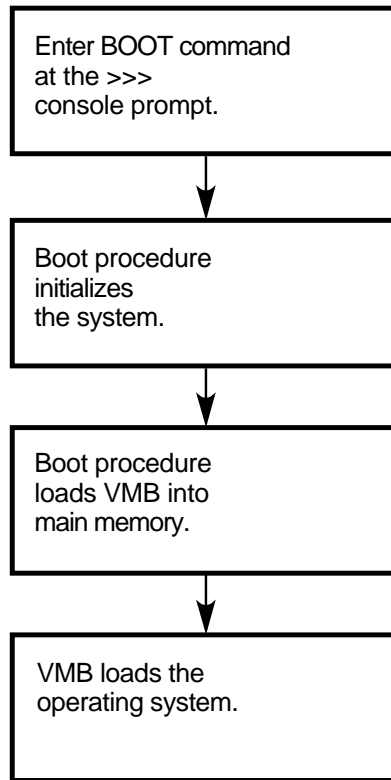 Enter BOOT command
at the >>>
console prompt.
Boot procedure
initializes
the system.
Boot procedure
loads VMB into
main memory.
VMB loads the
operating system.